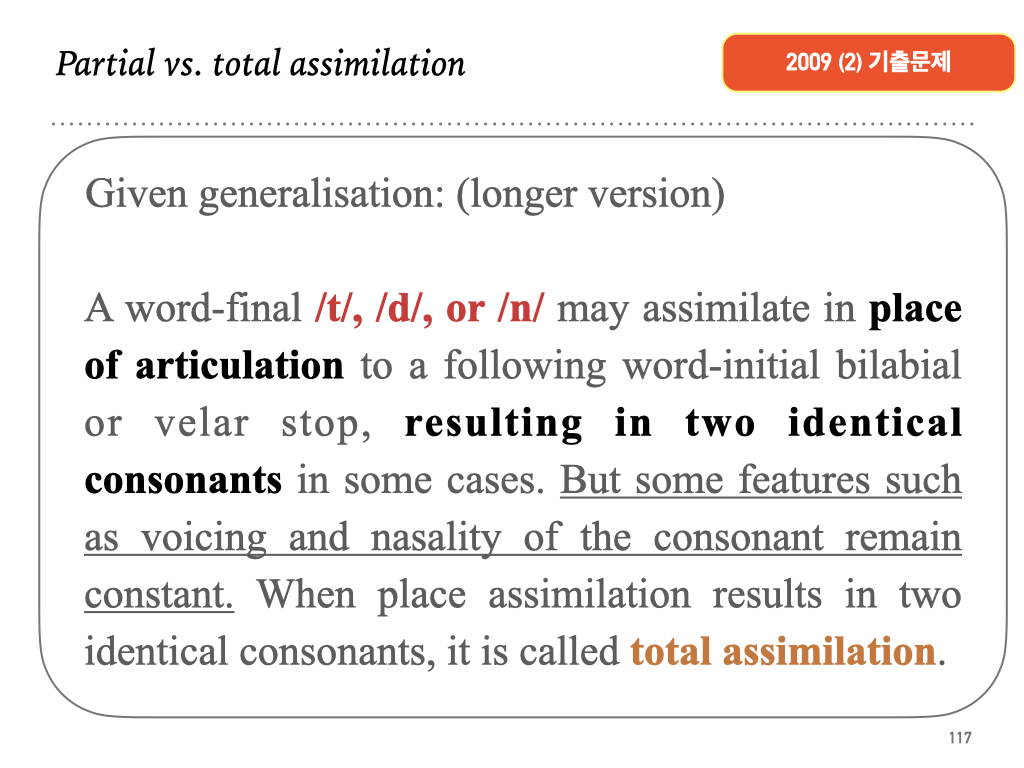 Partial vs. total assimilation
2009 (2) 기출문제
Given generalisation: (longer version)
A word-final /t/, /d/, or /n/ may assimilate in place
of articulation to a following word-initial bilabial
or velar stop, resulting in two identical
consonants in some cases. But some features such
as voicing and nasality of the consonant remain
constant. When place assimilation results in two
identical consonants, it is called total assimilation.
117